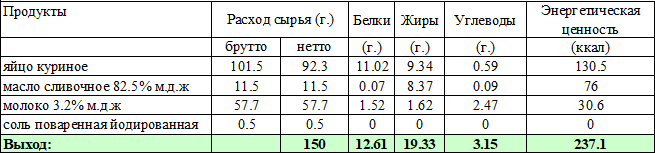 Продукты Расход сырья (г.) Белки Жиры Углеводы Энергетическая ценность
брутто нетто (г.) (г.) (г.) (ккал)
яйцо куриное 101.5 92.3 11.02 9.34 0.59 130.5
масло сливочное 82.5% м.д.ж 11.5 11.5 0.07 8.37 0.09 76
молоко 3.2% м.д.ж 57.7 57.7 1.52 1.62 2.47 30.6
соль поваренная йодированная 0.5 0.5 0 0 0 0
Выход: 150 12.61 19.33 3.15 237.1